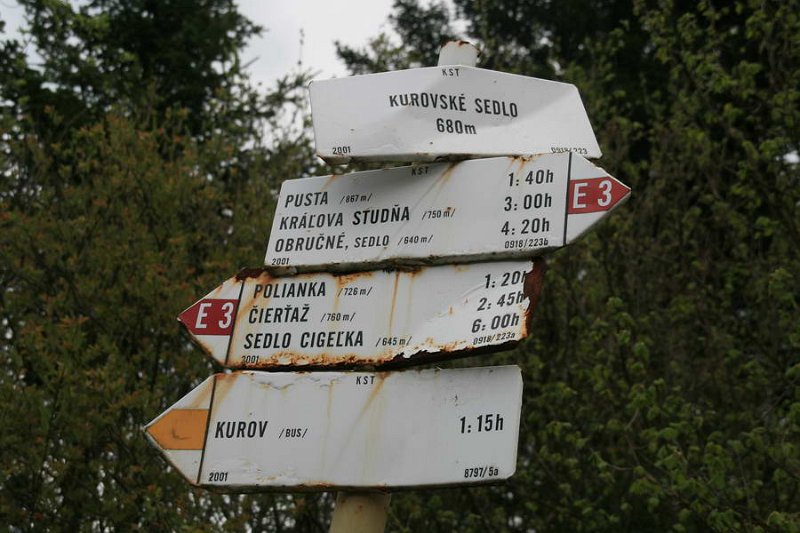 KST
KUROVSKÉ SEDLO
680m
2001 0918/223
KST
PUSTA /867 m/ 1:40h
KRÁĽOVA STUDŇA /750 m/ 3:00h
OBRUČNÉ, SEDLO /640 m/ 4:20h
2001 0918/223b
E 3
POLIANKA /726 m/ 1:20h
ČIERŤAŽ /760 m/ 2:45h
SEDLO CIGEĽKA /645 m/ 6:00h
2001 0918/223a
E 3
KST
KUROV /BUS/ 1:15h
2001 8797/5a